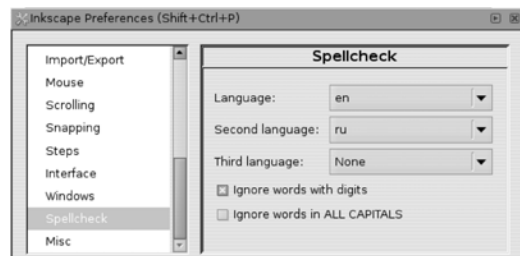 Inkscape Preferences (Shift+Ctrl+P)
Import/Export
Mouse
Scrolling
Snapping
Steps
Interface
Windows
Spellcheck
Misc
Spellcheck
Language: en
Second language: ru
Third language: None
Ignore words with digits
Ignore words in ALL CAPITALS